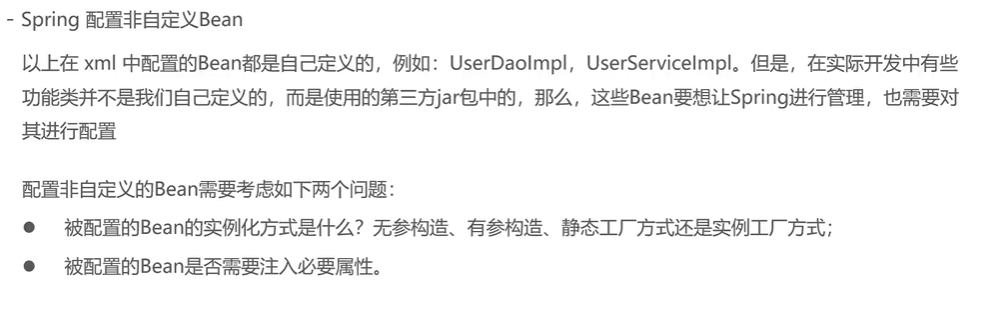 - Spring 配置非自定义Bean
以上在 xml 中配置的Bean都是自己定义的，例如：UserDaoImpl，UserServiceImpl。但是，在实际开发中有些
功能类并不是我们自己定义的，而是使用的第三方jar包中的，那么，这些Bean要想让Spring进行管理，也需要对
其进行配置
配置非自定义的Bean需要考虑如下两个问题：
● 被配置的Bean的实例化方式是什么？无参构造、有参构造、静态工厂方式还是实例工厂方式；
● 被配置的Bean是否需要注入必要属性。